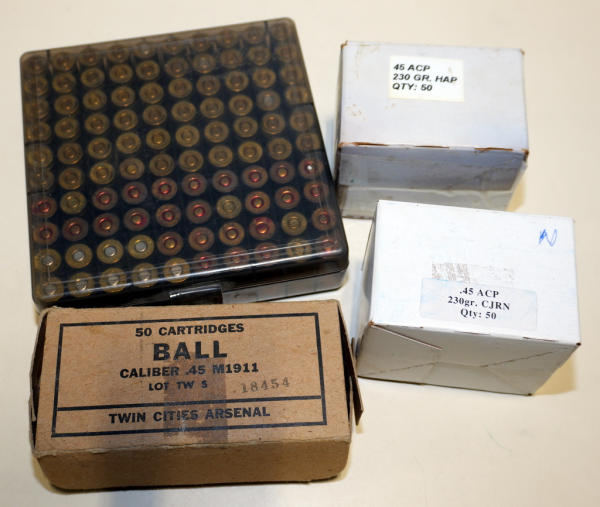 45 ACP
230 GR. HAP
QTY: 50
N
.45 ACP
230gr. CJRN
Qty: 50
50 CARTRIDGES
BALL
CALIBER .45 M1911
LOT TW S 18454
TWIN CITIES ARSENAL